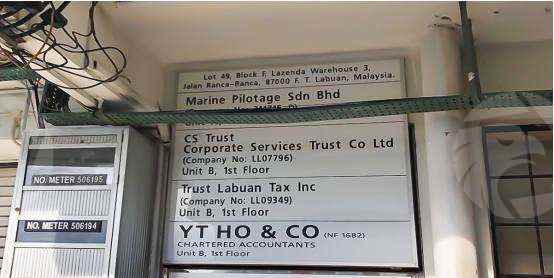 Lot 49, Block F, Lazenda Warehouse 3,
Jalan Ranca-Ranca, 87000 F. T. Labuan, Malaysia.
Marine Pilotage Sdn Bhd
CS Trust
Corporate Services Trust Co Ltd
(Company No: LL07796)
Unit B, 1st Floor
Trust Labuan Tax Inc
(Company No: LL09349)
Unit B, 1st Floor
YT HO & CO (NF 1682)
CHARTERED ACCOUNTANTS
Unit B, 1st Floor
NO. METER 506195
NO. METER 506194